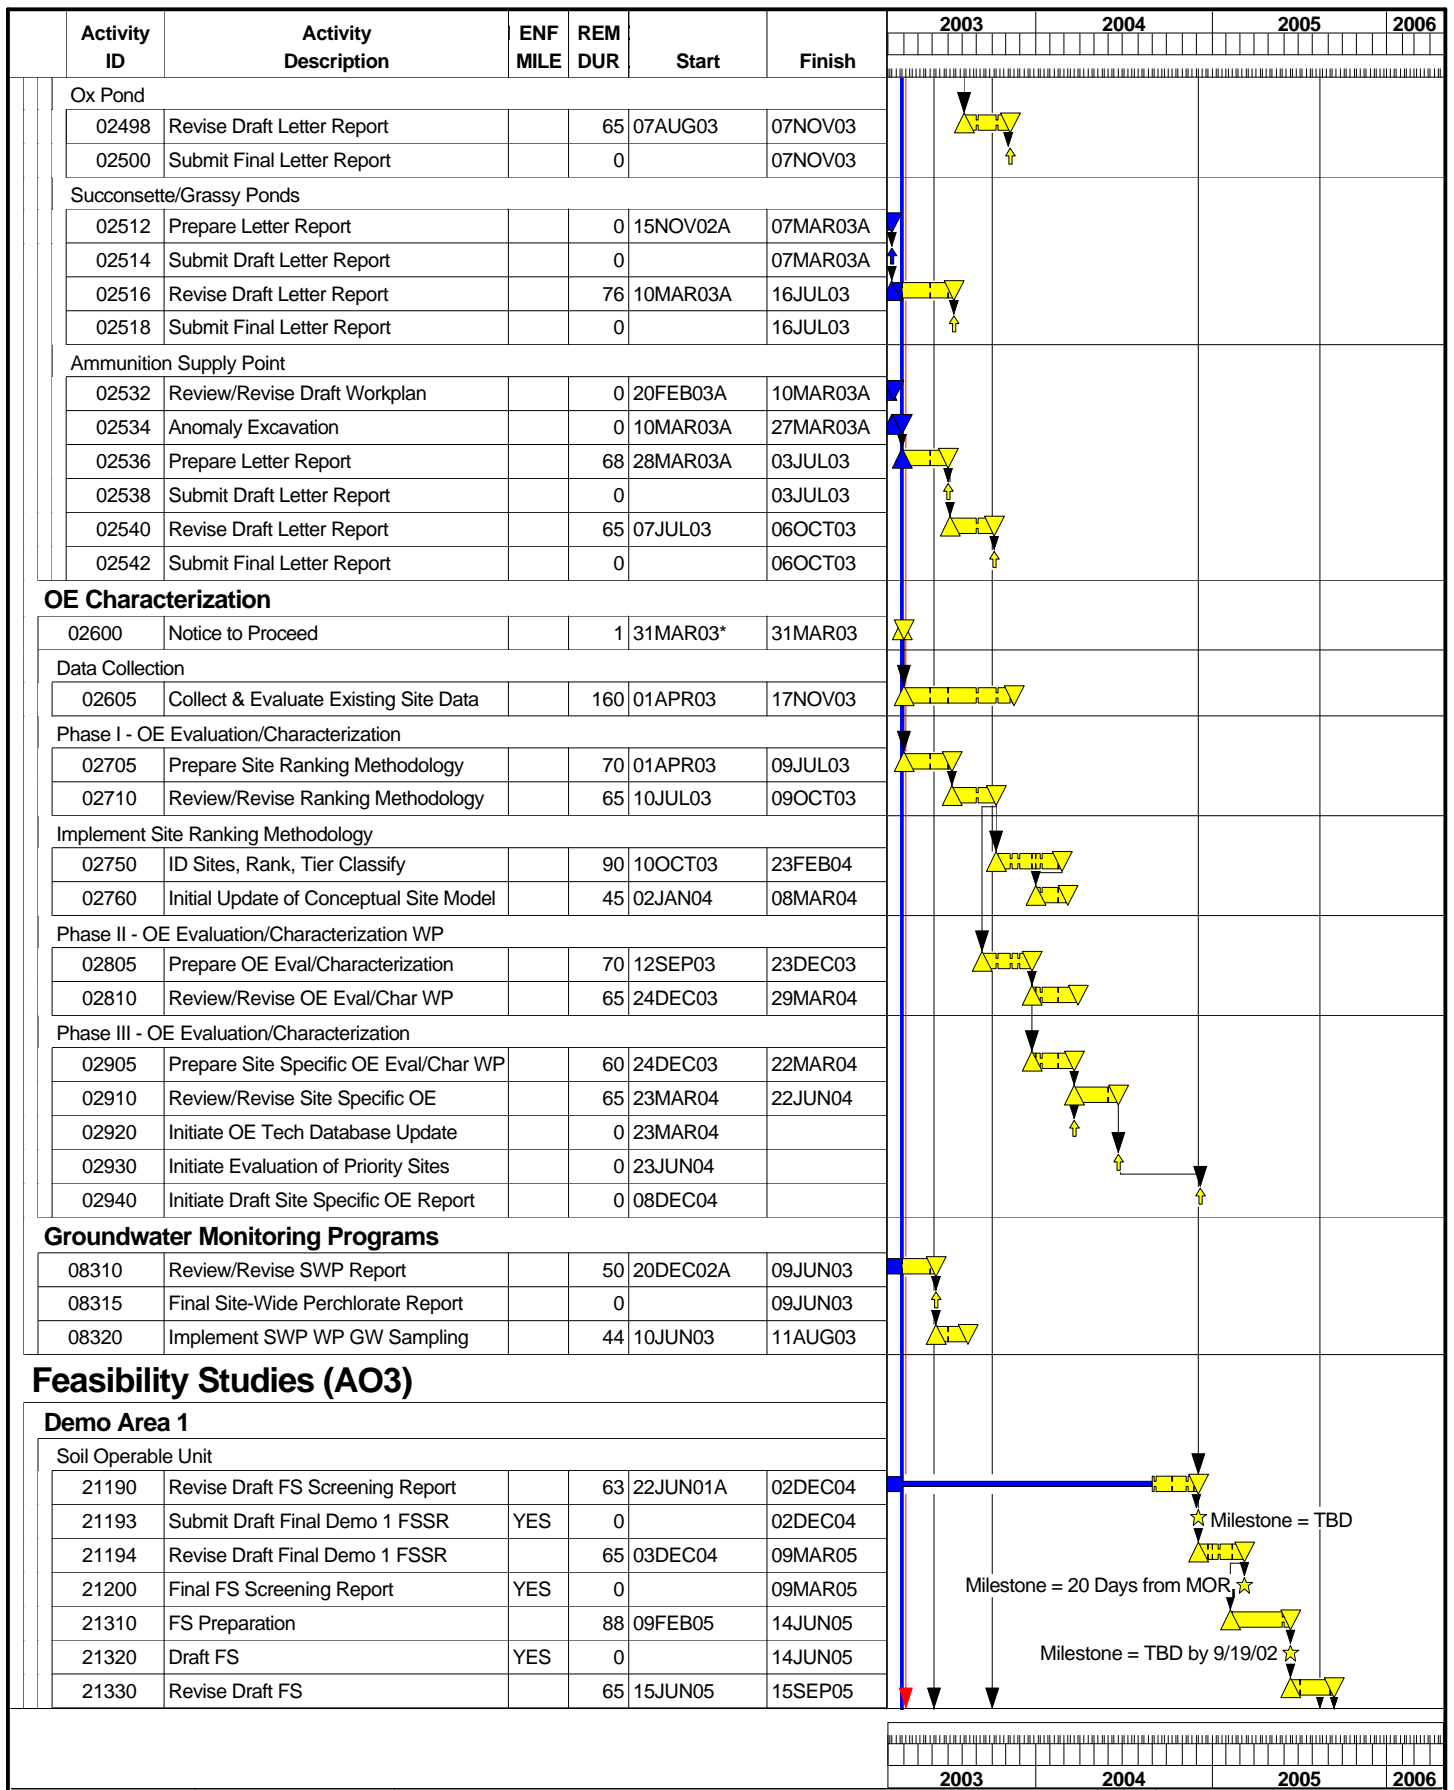 Activity ID Activity Description ENF MILE REM DUR Start Finish 2003 2004 2005 2006
Ox Pond
02498 Revise Draft Letter Report 65 07AUG03 07NOV03
02500 Submit Final Letter Report 0 07NOV03
Succonsette/Grassy Ponds
02512 Prepare Letter Report 0 15NOV02A 07MAR03A
02514 Submit Draft Letter Report 0 07MAR03A
02516 Revise Draft Letter Report 76 10MAR03A 16JUL03
02518 Submit Final Letter Report 0 16JUL03
Ammunition Supply Point
02532 Review/Revise Draft Workplan 0 20FEB03A 10MAR03A
02534 Anomaly Excavation 0 10MAR03A 27MAR03A
02536 Prepare Letter Report 68 28MAR03A 03JUL03
02538 Submit Draft Letter Report 0 03JUL03
02540 Revise Draft Letter Report 65 07JUL03 06OCT03
02542 Submit Final Letter Report 0 06OCT03
OE Characterization
02600 Notice to Proceed 1 31MAR03* 31MAR03
Data Collection
02605 Collect & Evaluate Existing Site Data 160 01APR03 17NOV03
Phase I - OE Evaluation/Characterization
02705 Prepare Site Ranking Methodology 70 01APR03 09JUL03
02710 Review/Revise Ranking Methodology 65 10JUL03 09OCT03
Implement Site Ranking Methodology
02750 ID Sites, Rank, Tier Classify 90 10OCT03 23FEB04
02760 Initial Update of Conceptual Site Model 45 02JAN04 08MAR04
Phase II - OE Evaluation/Characterization WP
02805 Prepare OE Eval/Characterization 70 12SEP03 23DEC03
02810 Review/Revise OE Eval/Char WP 65 24DEC03 29MAR04
Phase III - OE Evaluation/Characterization
02905 Prepare Site Specific OE Eval/Char WP 60 24DEC03 22MAR04
02910 Review/Revise Site Specific OE 65 23MAR04 22JUN04
02920 Initiate OE Tech Database Update 0 23MAR04
02930 Initiate Evaluation of Priority Sites 0 23JUN04
02940 Initiate Draft Site Specific OE Report 0 08DEC04
Groundwater Monitoring Programs
08310 Review/Revise SWP Report 50 20DEC02A 09JUN03
08315 Final Site-Wide Perchlorate Report 0 09JUN03
08320 Implement SWP WP GW Sampling 44 10JUN03 11AUG03
Feasibility Studies (AO3)
Demo Area 1
Soil Operable Unit
21190 Revise Draft FS Screening Report 63 22JUN01A 02DEC04
21193 Submit Draft Final Demo 1 FSSR YES 0 02DEC04 Milestone = TBD
21194 Revise Draft Final Demo 1 FSSR 65 03DEC04 09MAR05
21200 Final FS Screening Report YES 0 09MAR05 Milestone = 20 Days from MOR
21310 FS Preparation 88 09FEB05 14JUN05
21320 Draft FS YES 0 14JUN05 Milestone = TBD by 9/19/02
21330 Revise Draft FS 65 15JUN05 15SEP05
2003 2004 2005 2006